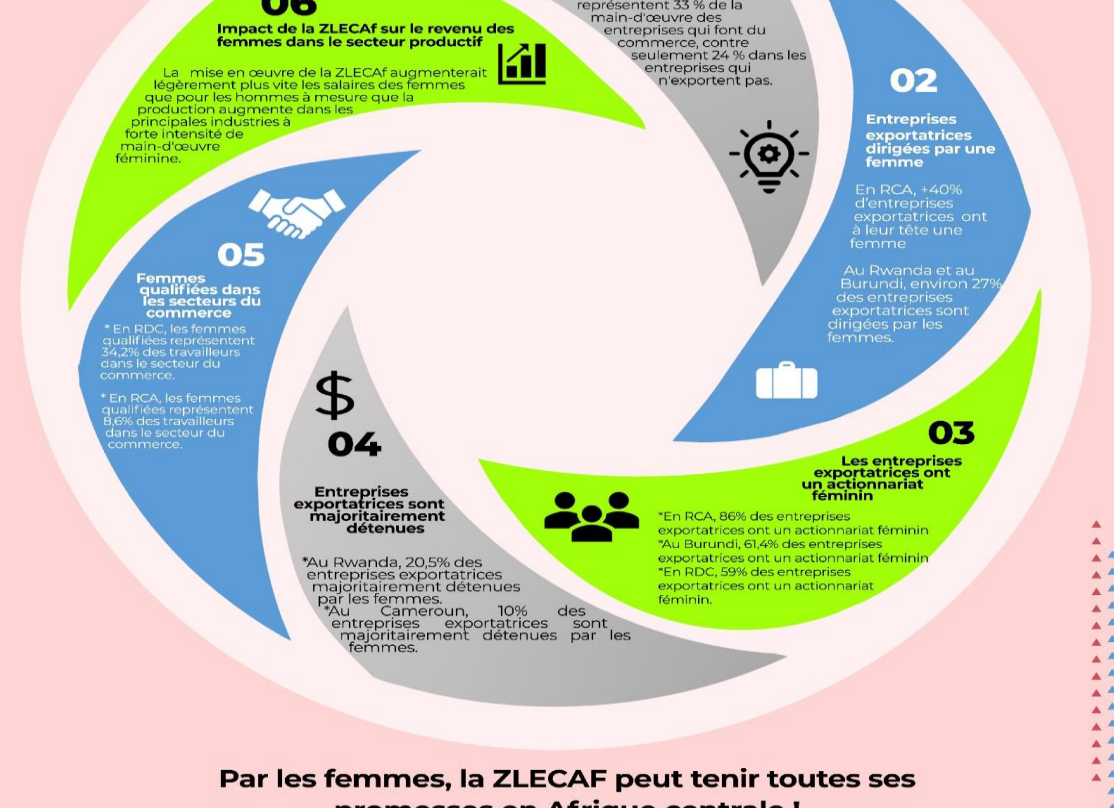 représentent 33 % de la
main-d'œuvre des
entreprises qui font du
commerce, contre
seulement 24 % dans les
entreprises qui
n'exportent pas.
02
Entreprises
exportatrices
dirigées par une
femme
En RCA, +40%
d'entreprises
exportatrices ont
à leur tête une
femme
Au Rwanda et au
Burundi, environ 27%
des entreprises
exportatrices sont
dirigées par les
femmes.
03
Les entreprises
exportatrices ont
un actionnariat
féminin
*En RCA, 86% des entreprises
exportatrices ont un actionnariat féminin
*Au Burundi, 61,4% des entreprises
exportatrices ont un actionnariat féminin
*En RDC, 59% des entreprises
exportatrices ont un actionnariat
féminin.
$
04
Entreprises
exportatrices sont
majoritairement
détenues
*Au Rwanda, 20,5% des
entreprises exportatrices
majoritairement détenues
par les femmes.
*Au Cameroun, 10% des
entreprises exportatrices sont
majoritairement détenues par les
femmes.
05
Femmes
qualifiées dans
les secteurs du
commerce
* En RDC, les femmes
qualifiées représentent
34,2% des travailleurs
dans le secteur du
commerce.
* En RCA, les femmes
qualifiées représentent
8,6% des travailleurs
dans le secteur du
commerce.
06
Impact de la ZLECAf sur le revenu des
femmes dans le secteur productif
La mise en œuvre de la ZLECAf augmenterait
légèrement plus vite les salaires des femmes
que pour les hommes à mesure que la
production augmente dans les
principales industries à
forte intensité de
main-d'œuvre
féminine.
Par les femmes, la ZLECAF peut tenir toutes ses
promesses en Afrique centrale !